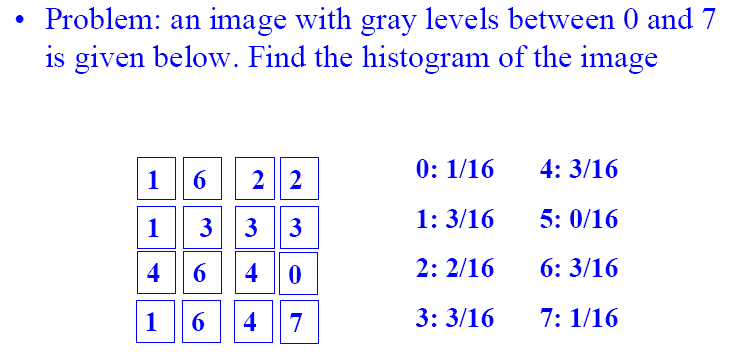 • Problem: an image with gray levels between 0 and 7
is given below. Find the histogram of the image
1 6 2 2
1 3 3 3
4 6 4 0
1 6 4 7
0: 1/16 4: 3/16
1: 3/16 5: 0/16
2: 2/16 6: 3/16
3: 3/16 7: 1/16